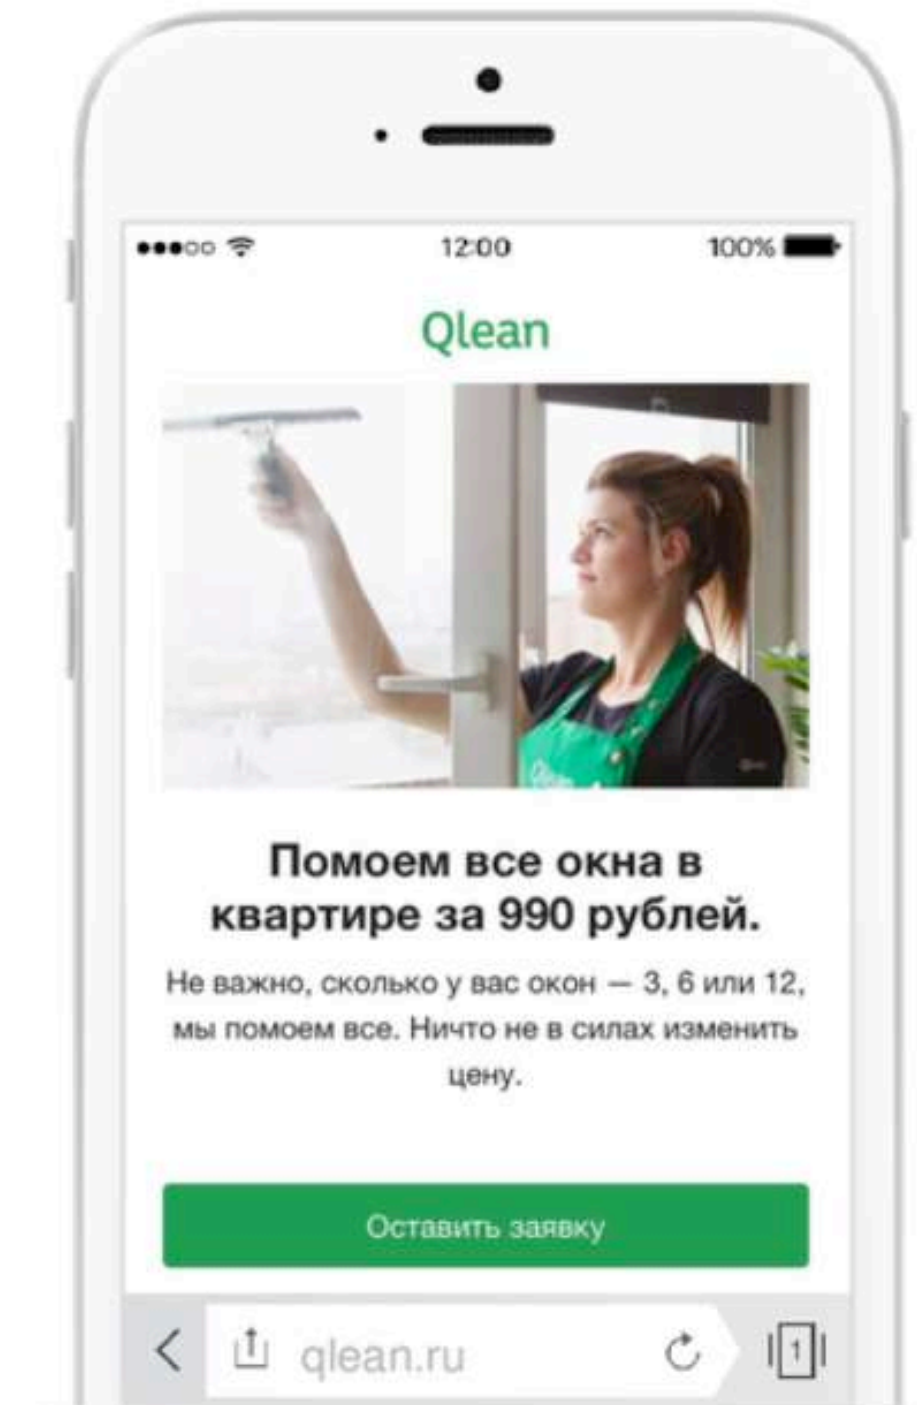 12:00
100%
Qlean
Помоем все окна в
квартире за 990 рублей.
Не важно, сколько у вас окон — 3, 6 или 12,
мы помоем все. Ничто не в силах изменить
цену.
Оставить заявку
qlean.ru
1